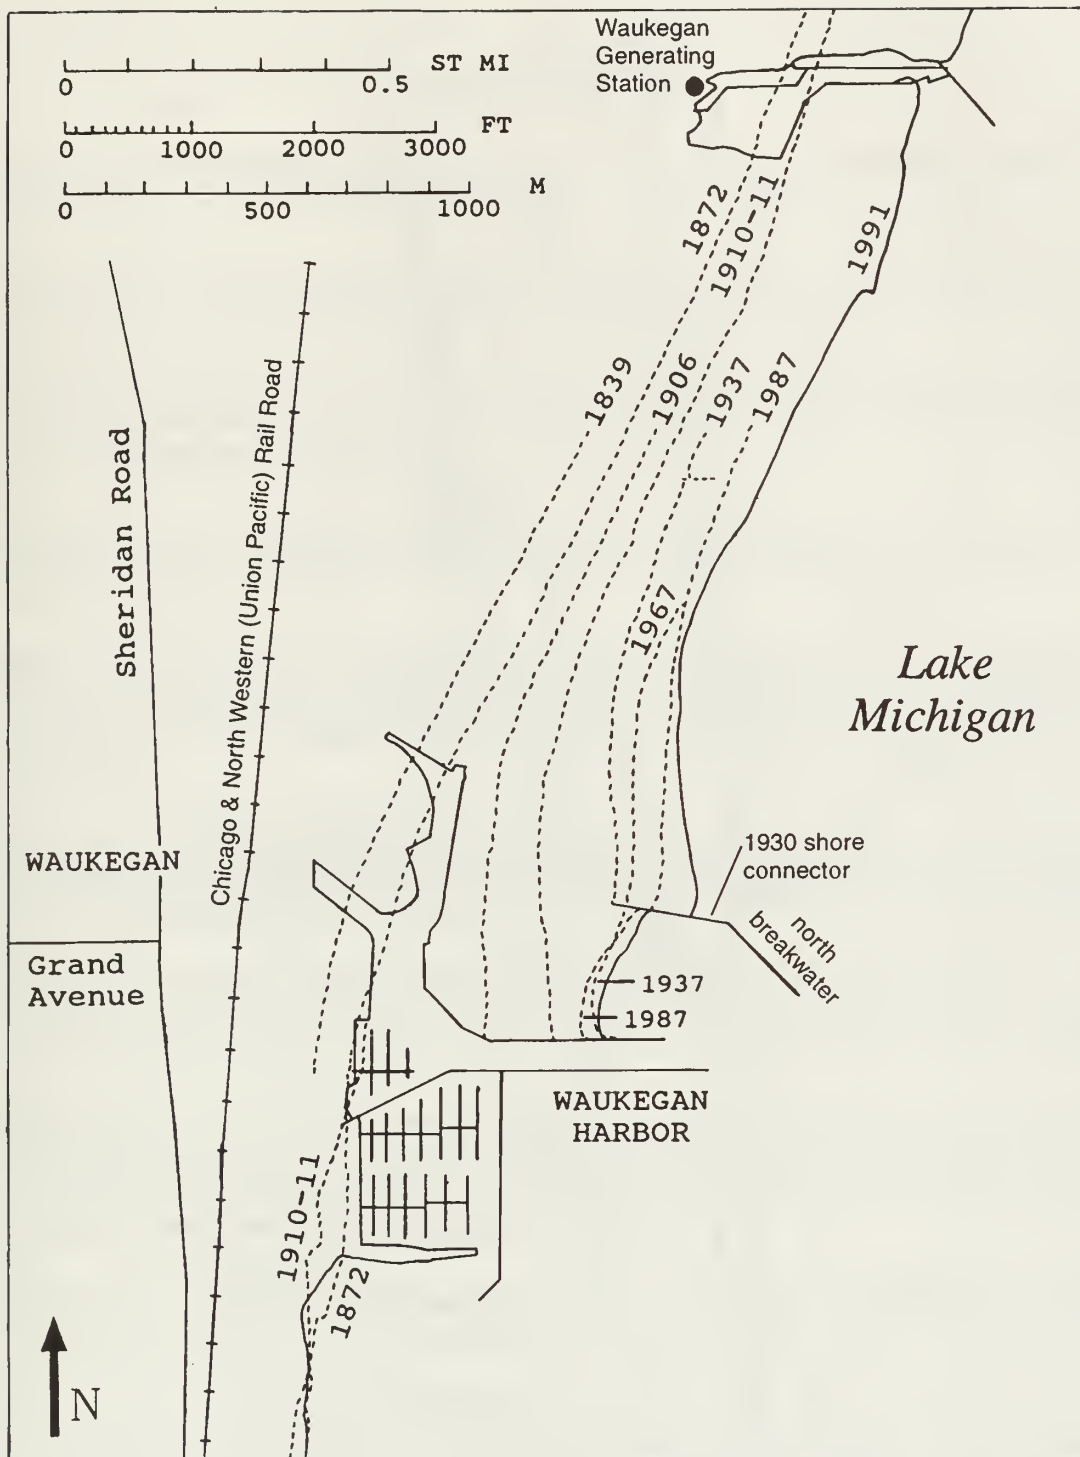 Waukegan
Generating
Station
ST MI
0 0.5
FT
0 1000 2000 3000
M
0 500 1000
1872
1910-11
1991
1839
1906
1937
1987
Sheridan Road
Chicago & North Western (Union Pacific) Rail Road
1967
Lake
Michigan
1930 shore
connector
WAUKEGAN
north
breakwater
Grand
Avenue
1937
1987
WAUKEGAN
HARBOR
1910-11
1872
N